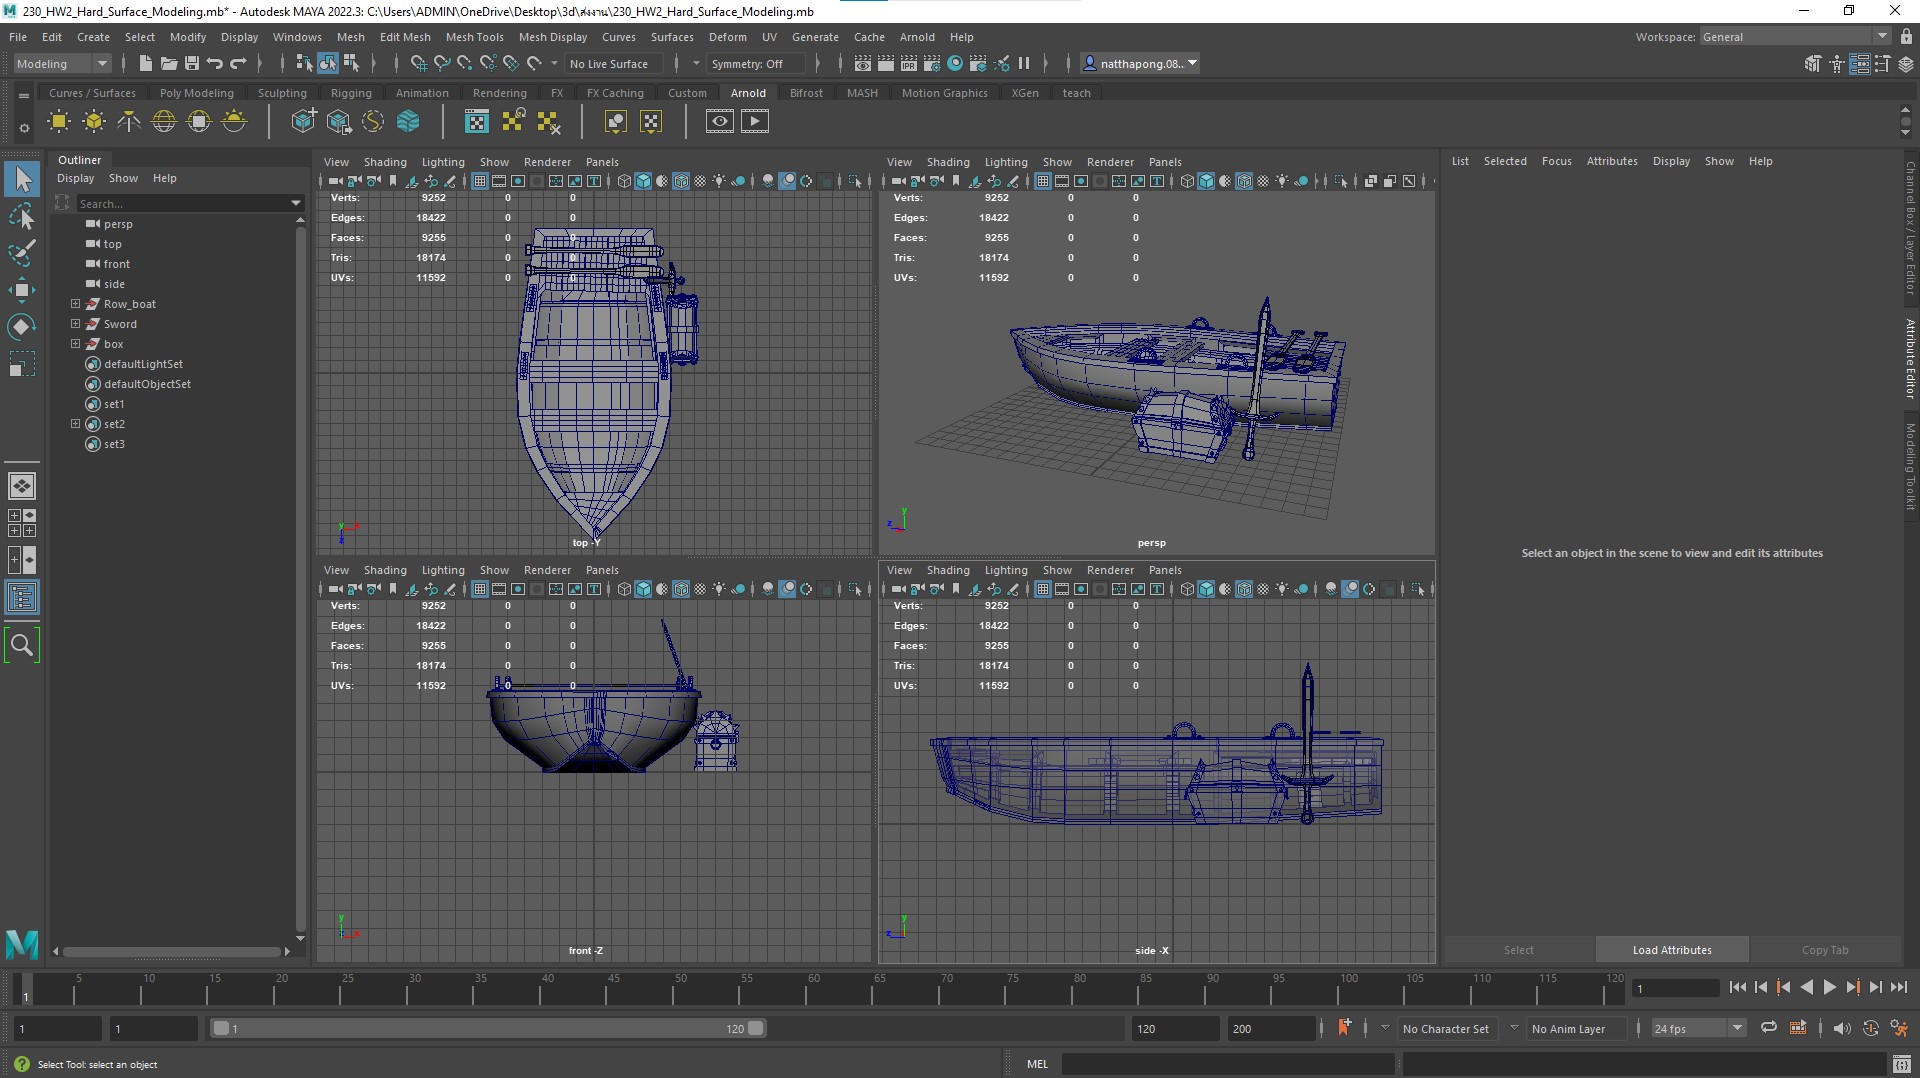 230_HW2_Hard_Surface_Modeling.mb* - Autodesk MAYA 2022.3: C:\Users\ADMIN\OneDrive\Desktop\3d\ส่งงาน\230_HW2_Hard_Surface_Modeling.mb
File Edit Create Select Modify Display Windows Mesh Edit Mesh Mesh Tools Mesh Display Curves Surfaces Deform UV Generate Cache Arnold Help
Workspace: General
Modeling
No Live Surface
Symmetry: Off
natthapong.08..
Curves / Surfaces Poly Modeling Sculpting Rigging Animation Rendering FX FX Caching Custom Arnold Bifrost MASH Motion Graphics XGen teach
Outliner
Display Show Help
Search...
persp
top
front
side
Row_boat
Sword
box
defaultLightSet
defaultObjectSet
set1
set2
set3
View Shading Lighting Show Renderer Panels
Verts: 9252 0 0
Edges: 18422 0 0
Faces: 9255 0 0
Tris: 18174 0 0
UVs: 11592 0 0
top -Y
View Shading Lighting Show Renderer Panels
Verts: 9252 0 0
Edges: 18422 0 0
Faces: 9255 0 0
Tris: 18174 0 0
UVs: 11592 0 0
persp
View Shading Lighting Show Renderer Panels
Verts: 9252 0 0
Edges: 18422 0 0
Faces: 9255 0 0
Tris: 18174 0 0
UVs: 11592 0 0
front -Z
View Shading Lighting Show Renderer Panels
Verts: 9252 0 0
Edges: 18422 0 0
Faces: 9255 0 0
Tris: 18174 0 0
UVs: 11592 0 0
side -X
List Selected Focus Attributes Display Show Help
Select an object in the scene to view and edit its attributes
Select Load Attributes Copy Tab
Channel Box / Layer Editor
Attribute Editor
Modeling Toolkit
5 10 15 20 25 30 35 40 45 50 55 60 65 70 75 80 85 90 95 100 105 110 115 120
1
1
1 1 1 120 120 200 No Character Set No Anim Layer 24 fps
Select Tool: select an object
MEL